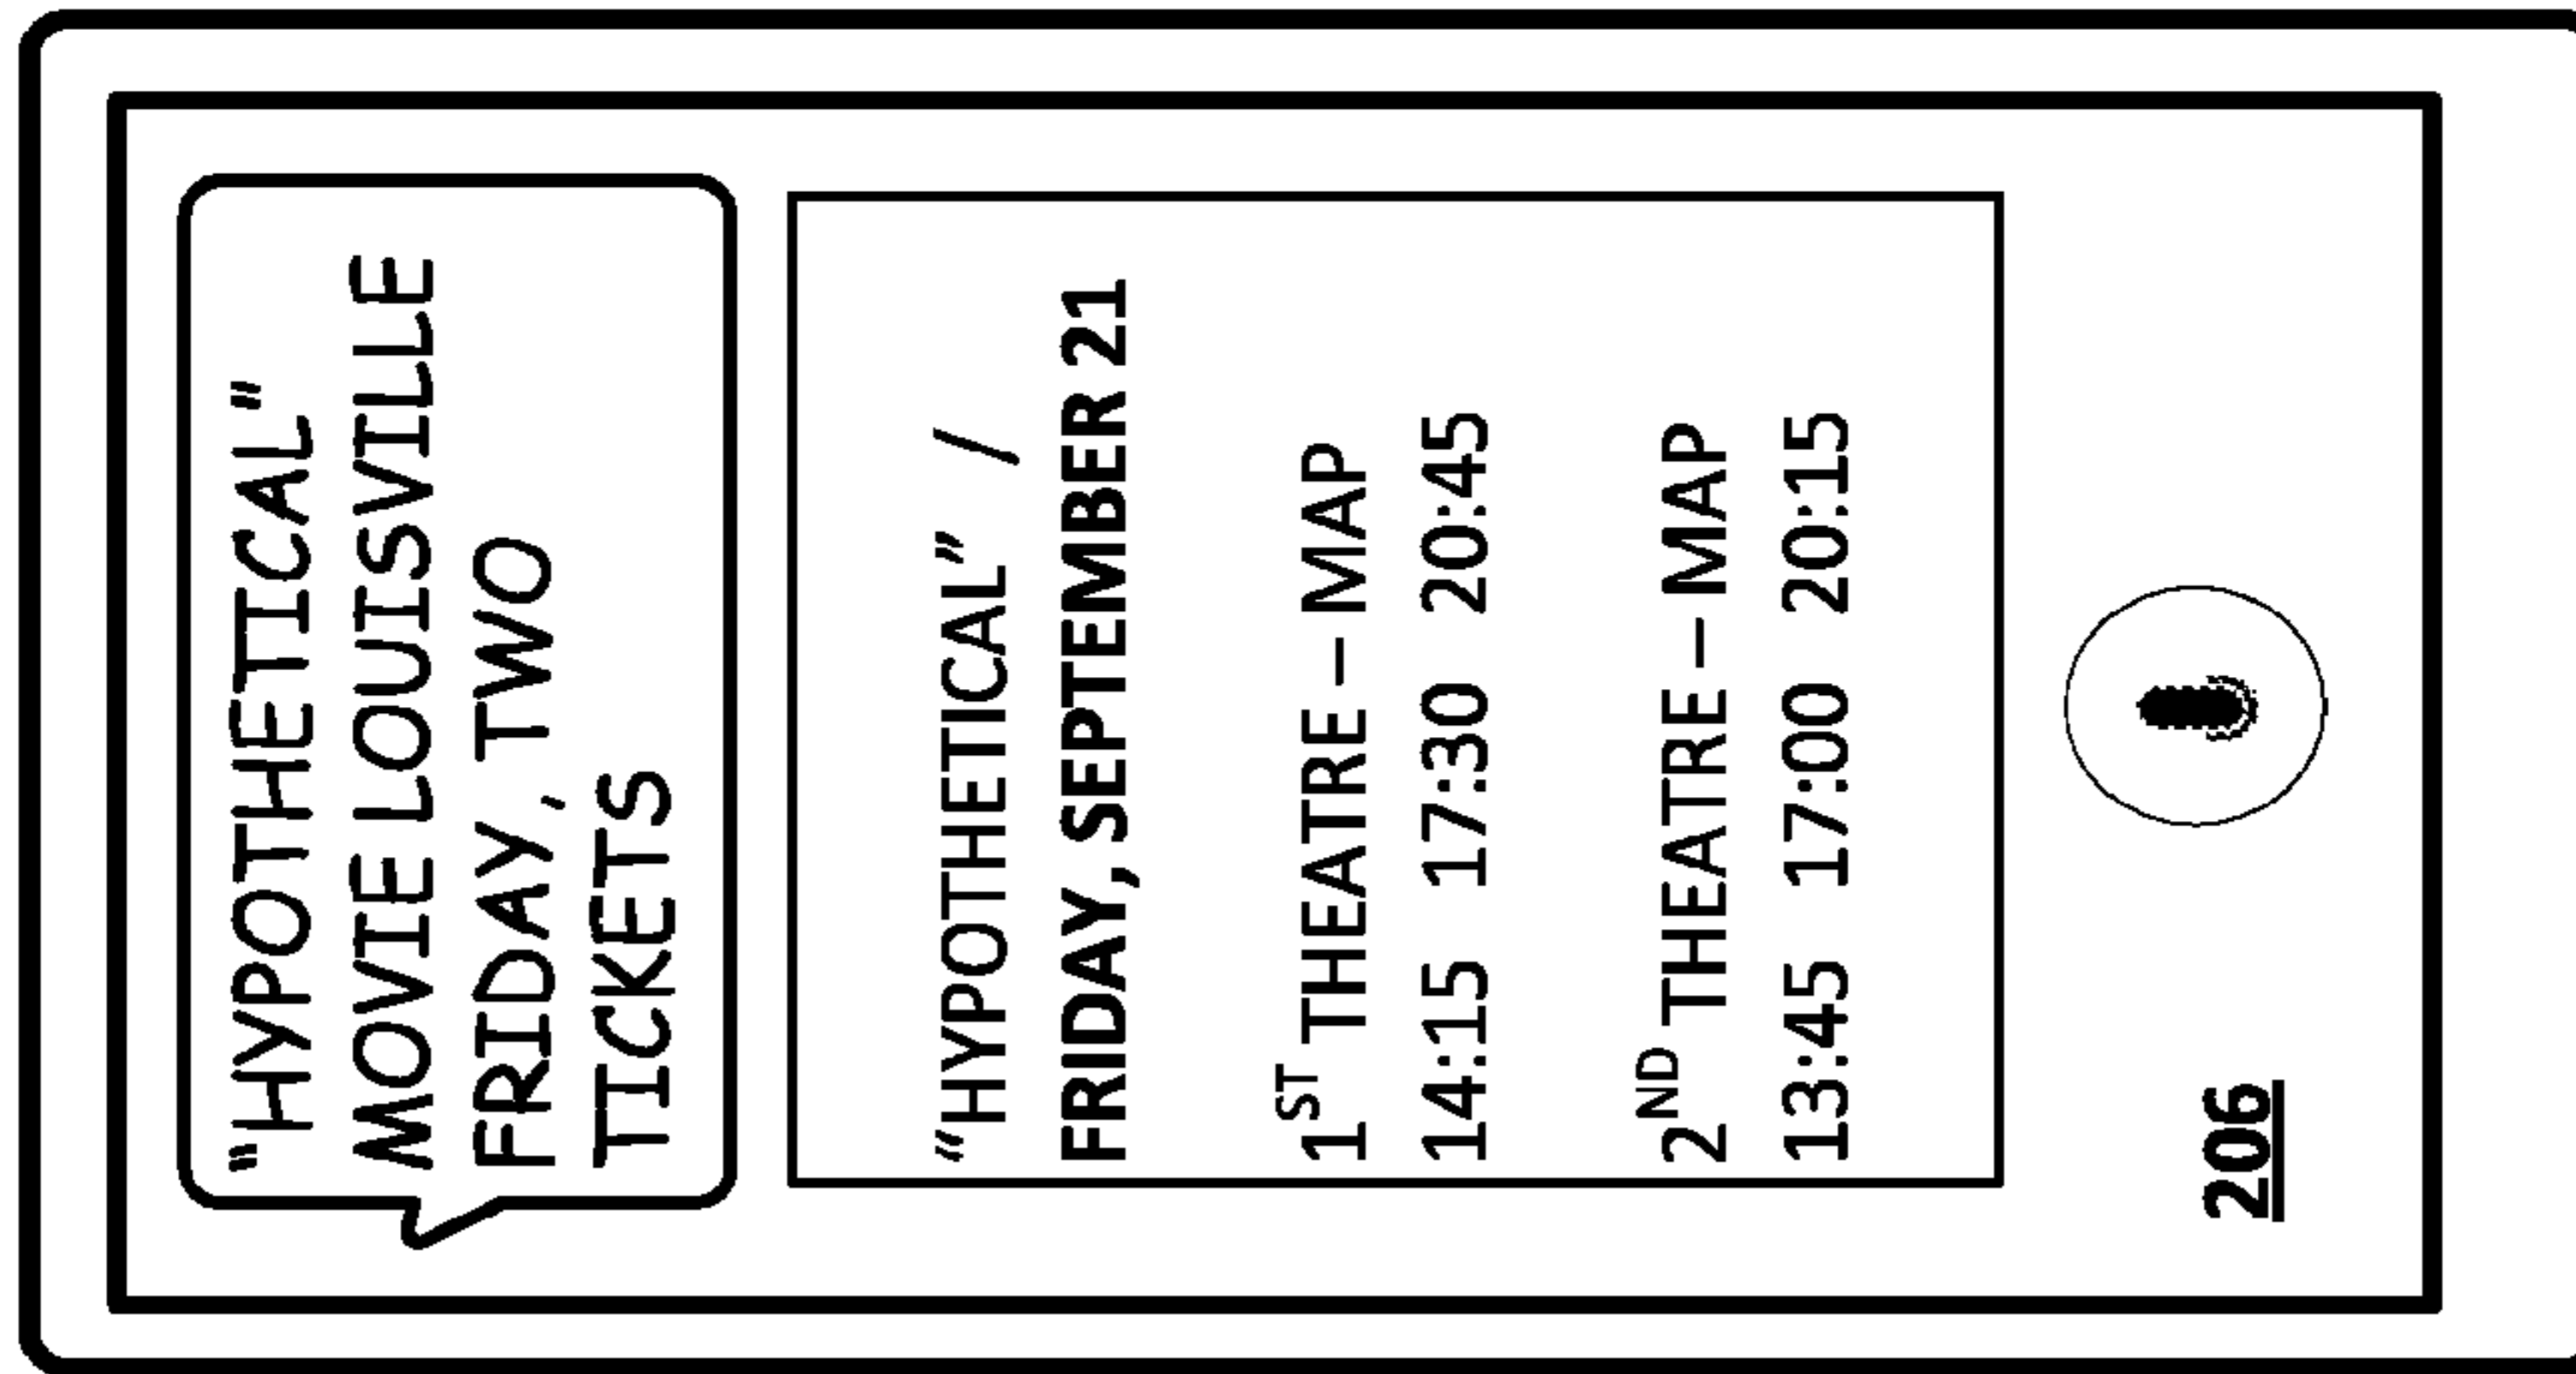 "HYPOTHETICAL"
MOVIE LOUISVILLE
FRIDAY, TWO
TICKETS
"HYPOTHETICAL” /
FRIDAY, SEPTEMBER 21
1ST THEATRE – MAP
14:15 17:30 20:45
2ND THEATRE – MAP
13:45 17:00 20:15
206